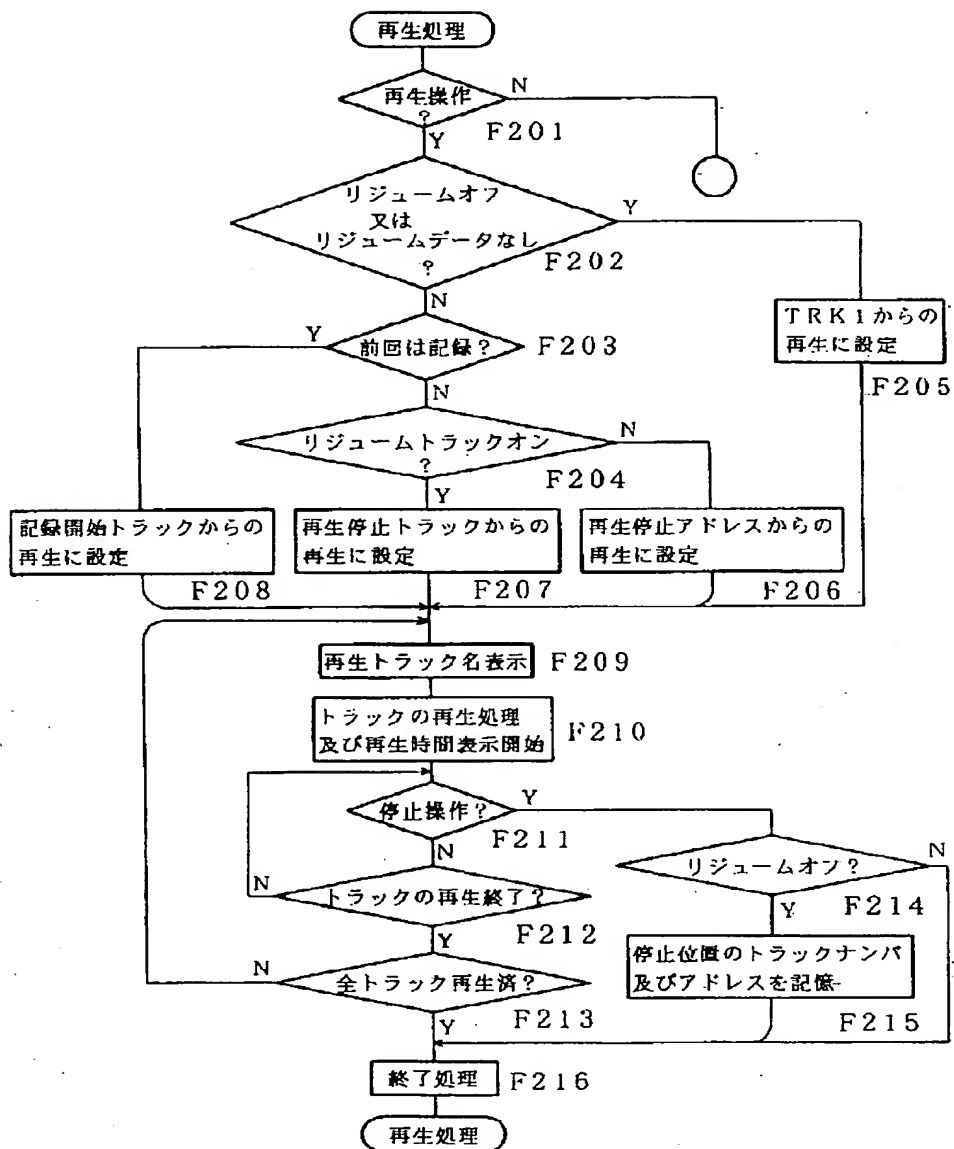 再生処理
再生操作
?
N
F201
Y
リジュームオフ
又は
リジュームデータなし
?
Y
F202
N
TRK1からの
再生に設定
F205
Y
前回は記録?
F203
N
リジュームトラックオン
?
N
F204
Y
記録開始トラックからの
再生に設定
F208
再生停止トラックからの
再生に設定
F207
再生停止アドレスからの
再生に設定
F206
再生トラック名表示
F209
トラックの再生処理
及び再生時間表示開始
F210
停止操作?
Y
F211
N
リジュームオン?
N
F214
Y
N
トラックの再生終了?
F212
Y
停止位置のトラックナンバ
及びアドレスを記憶
F215
N
全トラック再生済?
F213
Y
終了処理
F216
再生処理